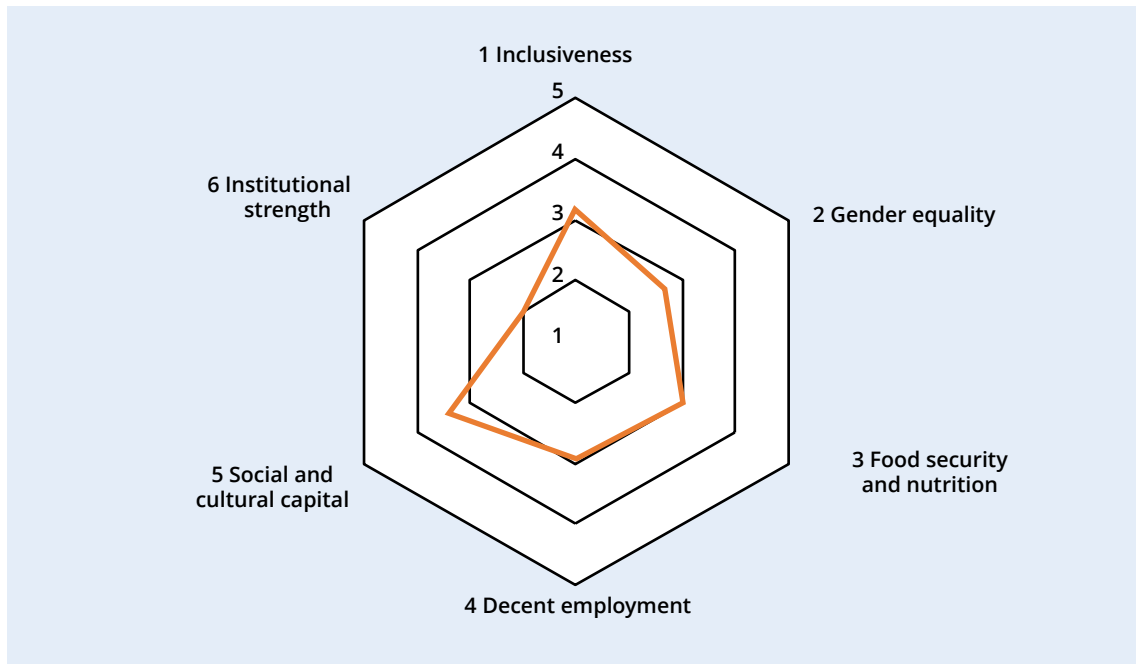 1 Inclusiveness
5
4
3
2
1
6 Institutional
strength
2 Gender equality
5 Social and
cultural capital
3 Food security
and nutrition
4 Decent employment